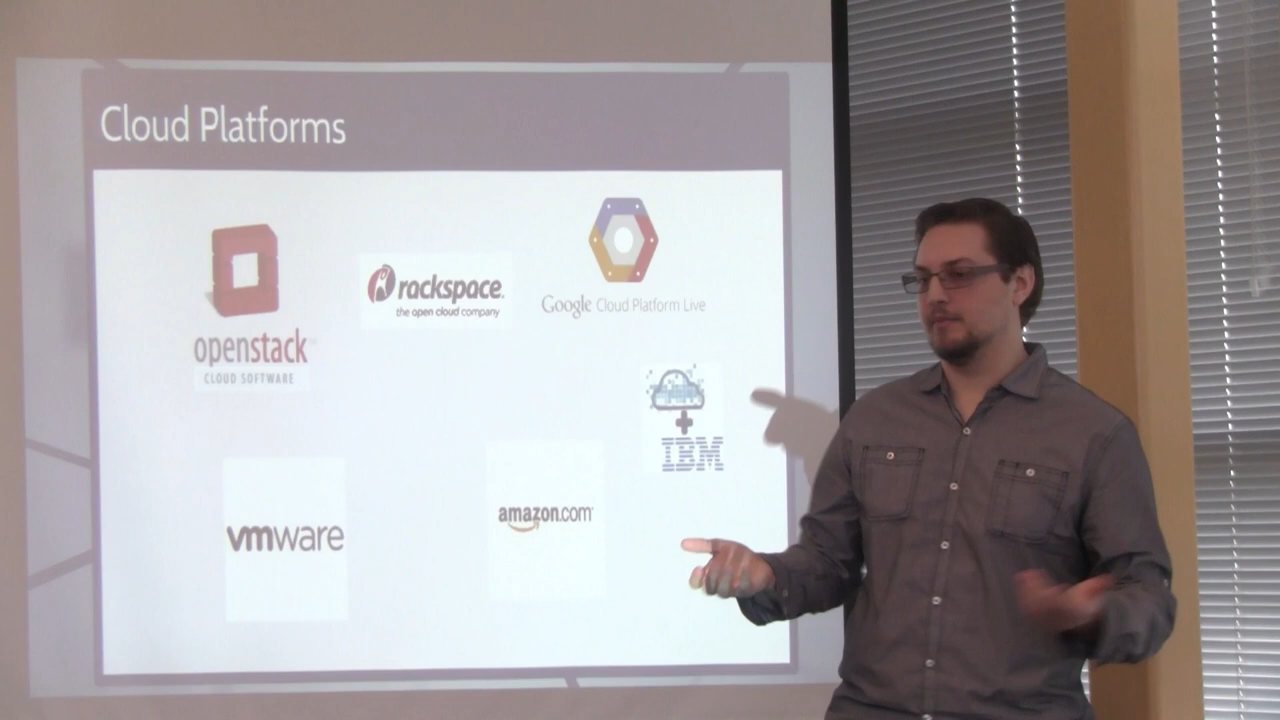 Cloud Platforms
openstack
CLOUD SOFTWARE
rackspace.
the open cloud company
Google Cloud Platform Live
IBM
vmware
amazon.com